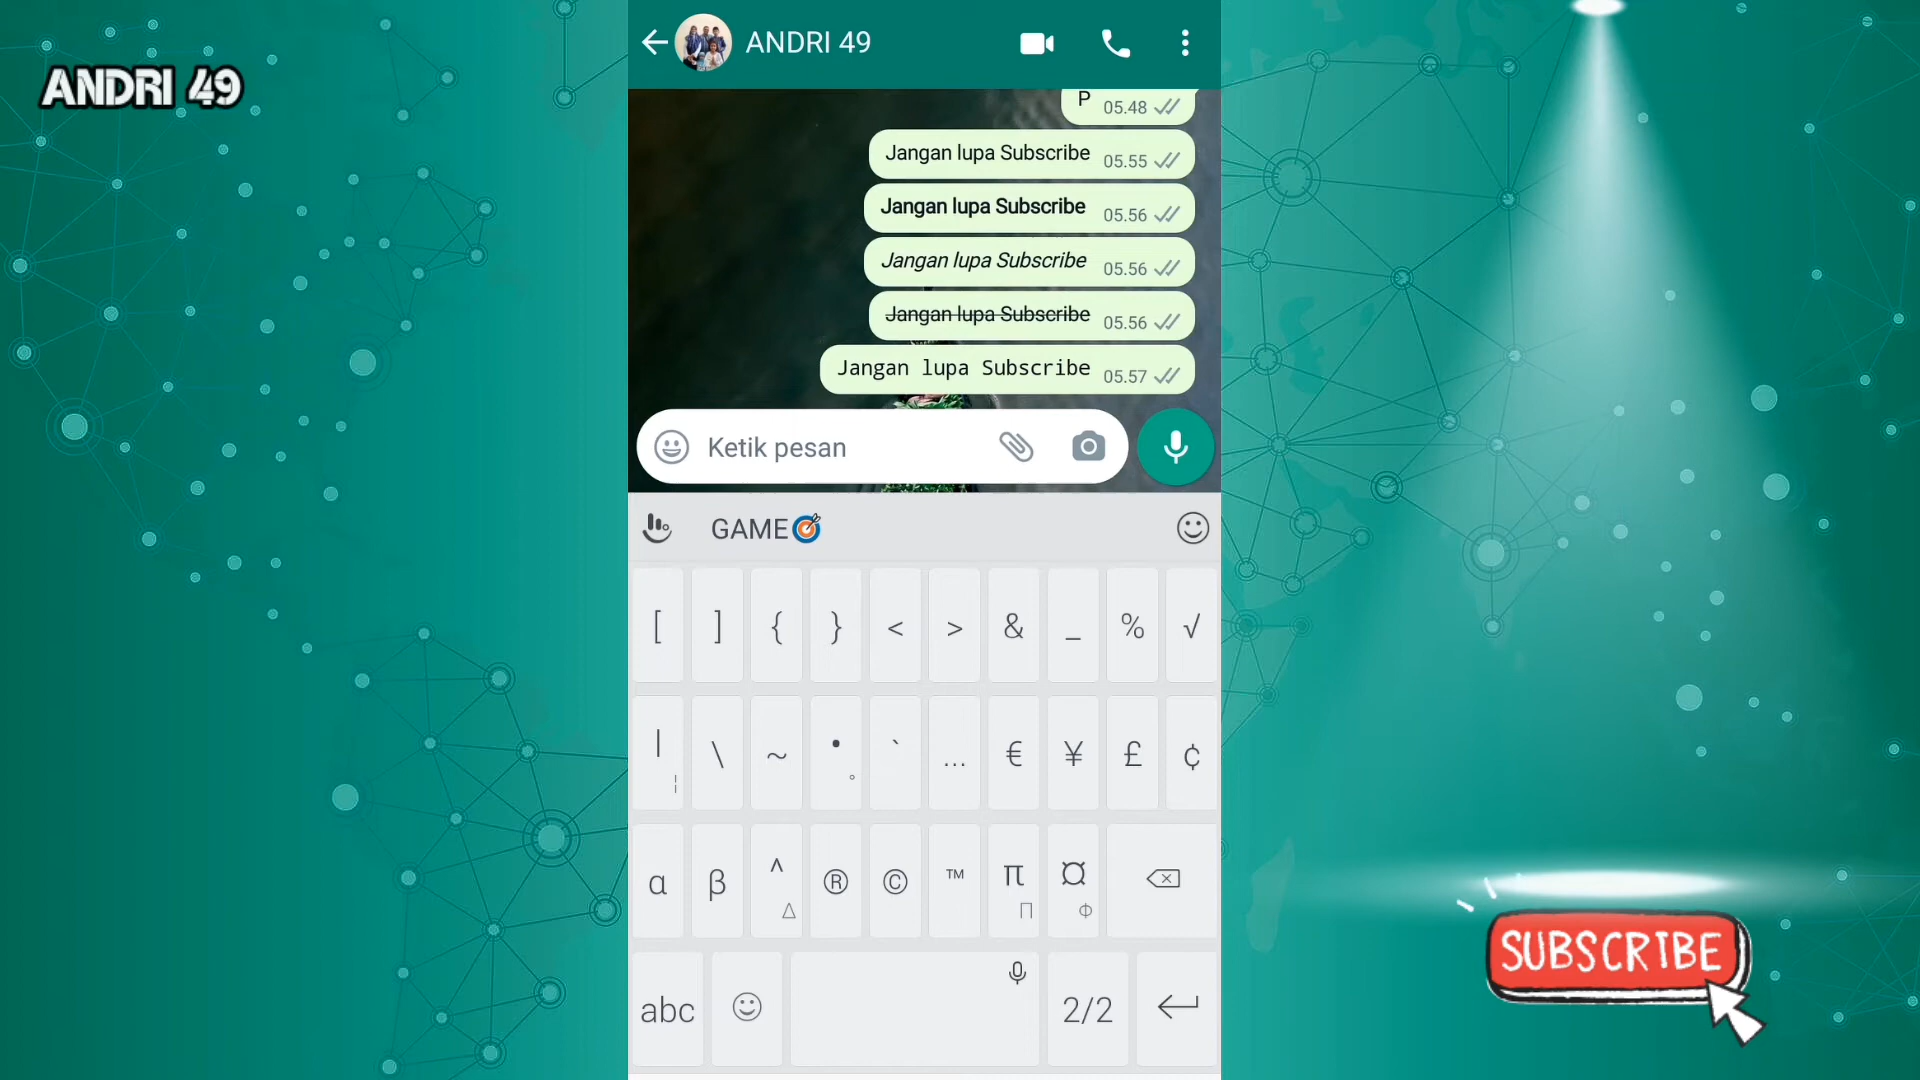 ANDRI 49
ANDRI 49
P 05.48
Jangan lupa Subscribe 05.55
Jangan lupa Subscribe 05.56
Jangan lupa Subscribe 05.56
Jangan lupa Subscribe 05.56
Jangan lupa Subscribe 05.57
Ketik pesan
GAME🎯
[ ] { } < > & _ % √
| ¦ \ ~ • ° ` … € ¥ £ ¢
α β ^ Δ ® © ™ π Π ¤ Φ
abc 2/2
SUBSCRIBE